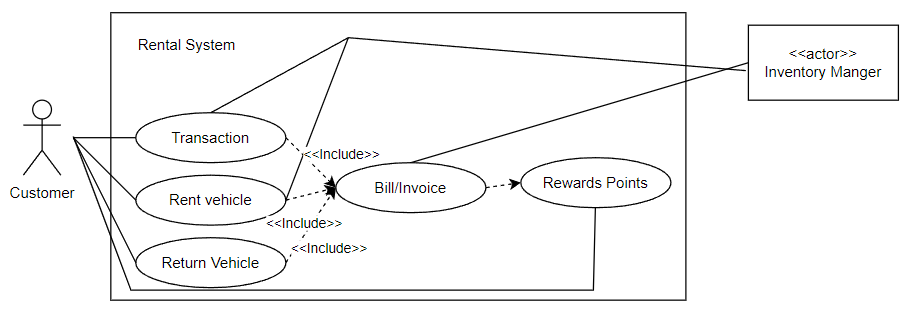 Rental System
<<actor>>
Inventory Manger
Transaction
<<Include>>
Customer
Rent vehicle
Bill/Invoice
Rewards Points
<<Include>>
<<Include>>
Return Vehicle